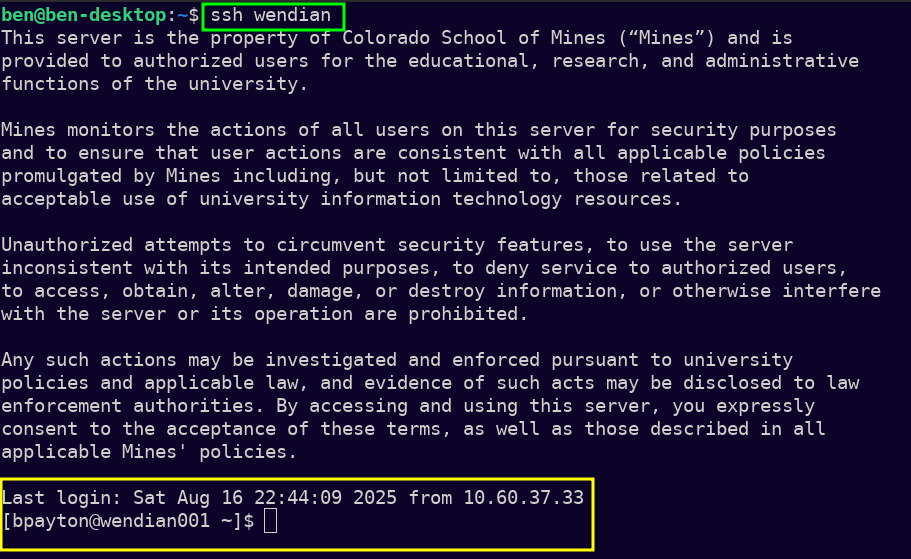 ben@ben-desktop:~$ ssh wendian
This server is the property of Colorado School of Mines (“Mines”) and is
provided to authorized users for the educational, research, and administrative
functions of the university.
Mines monitors the actions of all users on this server for security purposes
and to ensure that user actions are consistent with all applicable policies
promulgated by Mines including, but not limited to, those related to
acceptable use of university information technology resources.
Unauthorized attempts to circumvent security features, to use the server
inconsistent with its intended purposes, to deny service to authorized users,
to access, obtain, alter, damage, or destroy information, or otherwise interfere
with the server or its operation are prohibited.
Any such actions may be investigated and enforced pursuant to university
policies and applicable law, and evidence of such acts may be disclosed to law
enforcement authorities. By accessing and using this server, you expressly
consent to the acceptance of these terms, as well as those described in all
applicable Mines' policies.
Last login: Sat Aug 16 22:44:09 2025 from 10.60.37.33
[bpayton@wendian001 ~]$